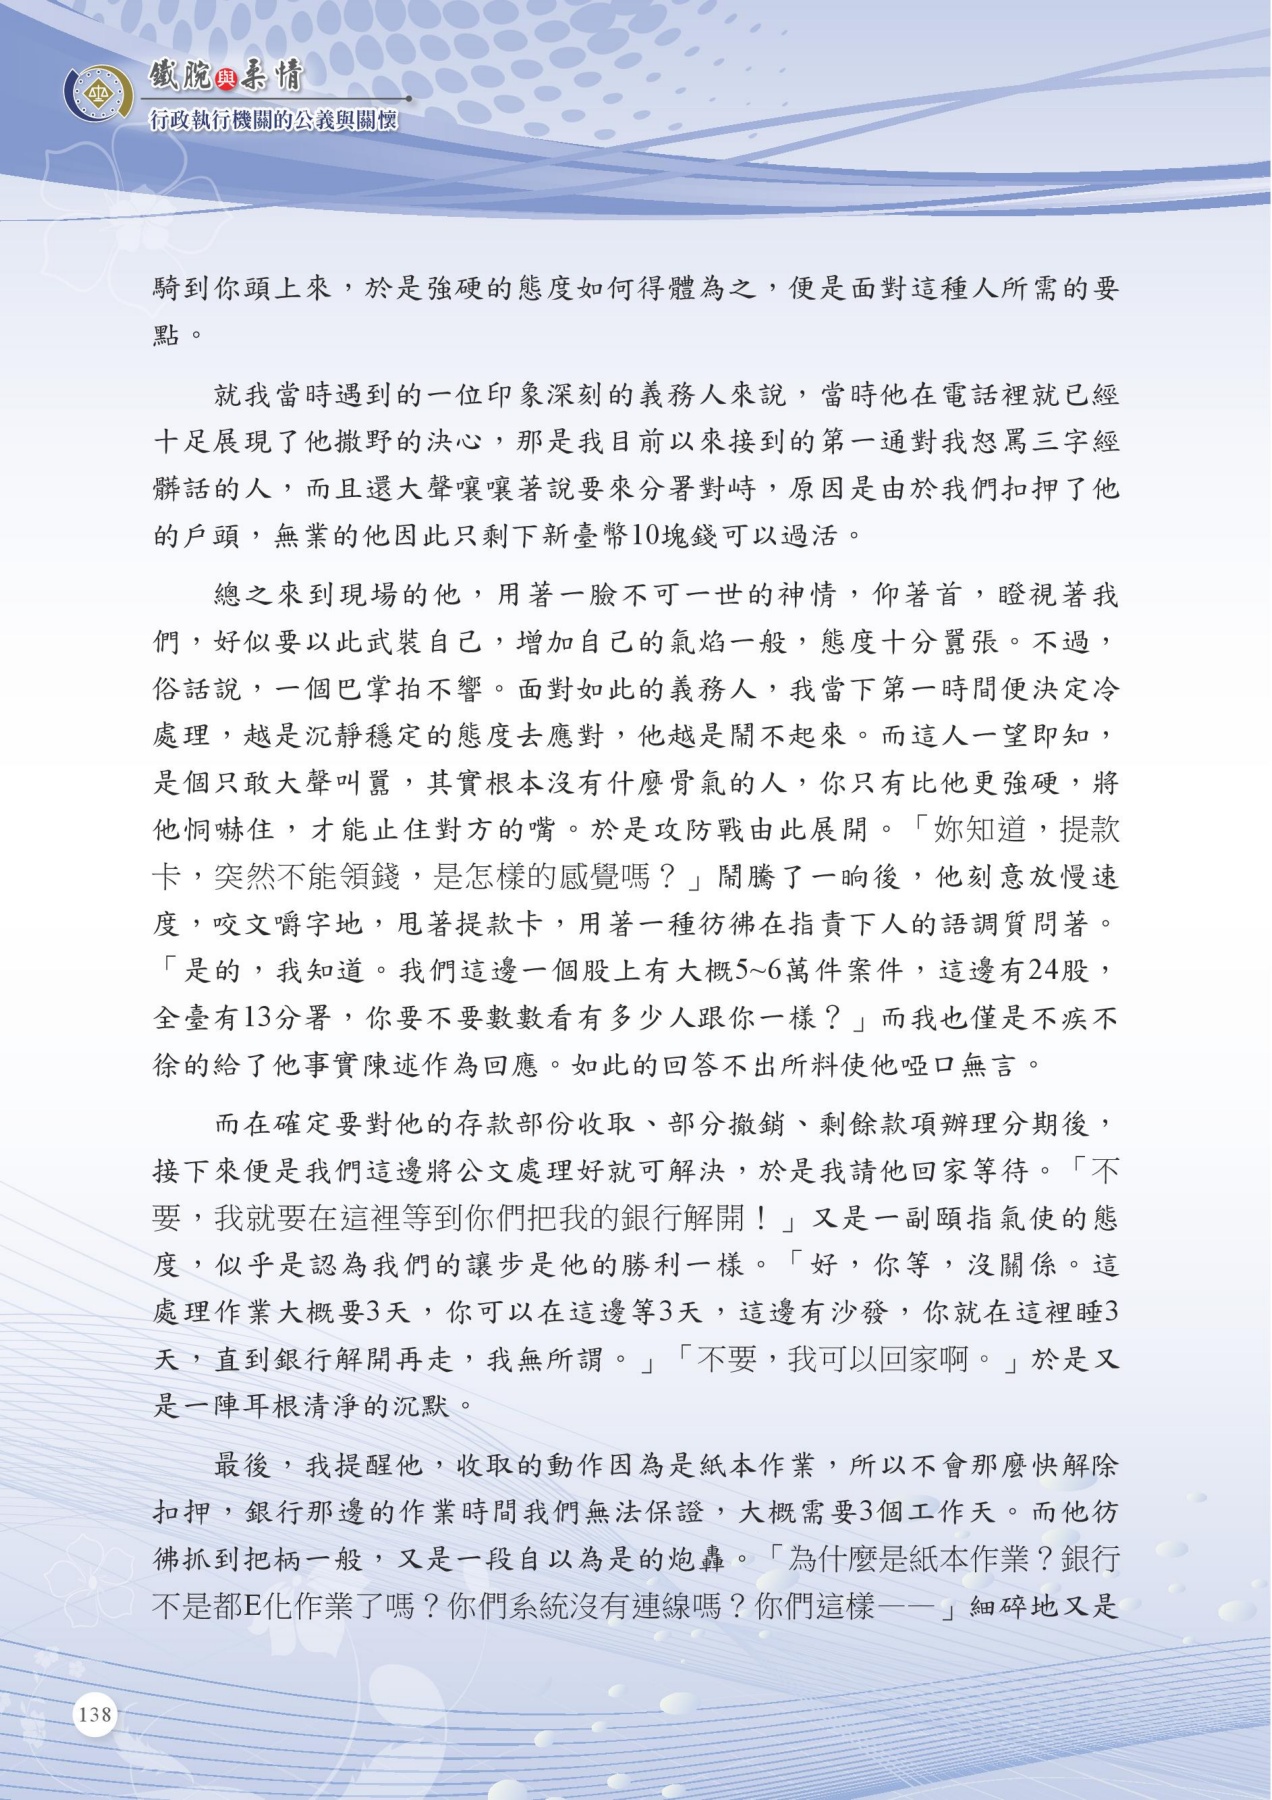 鐵腕與柔情
行政執行機關的公義與關懷
騎到你頭上來，於是強硬的態度如何得體為之，便是面對這種人所需的要
點。
就我當時遇到的一位印象深刻的義務人來說，當時他在電話裡就已經
十足展現了他撒野的決心，那是我目前以來接到的第一通對我怒罵三字經
髒話的人，而且還大聲嚷嚷著說要來分署對峙，原因是由於我們扣押了他
的戶頭，無業的他因此只剩下新臺幣10塊錢可以過活。
總之來到現場的他，用著一臉不可一世的神情，仰著首，瞪視著我
們，好似要以此武裝自己，增加自己的氣焰一般，態度十分囂張。不過，
俗話說，一個巴掌拍不響。面對如此的義務人，我當下第一時間便決定冷
處理，越是沉靜穩定的態度去應對，他越是鬧不起來。而這人一望即知，
是個只敢大聲叫囂，其實根本沒有什麼骨氣的人，你只有比他更強硬，將
他恫嚇住，才能止住對方的嘴。於是攻防戰由此展開。「妳知道，提款
卡，突然不能領錢，是怎樣的感覺嗎？」鬧騰了一晌後，他刻意放慢速
度，咬文嚼字地，甩著提款卡，用著一種彷彿在指責下人的語調質問著。
「是的，我知道。我們這邊一個股上有大概5~6萬件案件，這邊有24股，
全臺有13分署，你要不要數數看有多少人跟你一樣？」而我也僅是不疾不
徐的給了他事實陳述作為回應。如此的回答不出所料使他啞口無言。
而在確定要對他的存款部份收取、部分撤銷、剩餘款項辦理分期後，
接下來便是我們這邊將公文處理好就可解決，於是我請他回家等待。「不
要，我就要在這裡等到你們把我的銀行解開！」又是一副頤指氣使的態
度，似乎是認為我們的讓步是他的勝利一樣。「好，你等，沒關係。這
處理作業大概要3天，你可以在這邊等3天，這邊有沙發，你就在這裡睡3
天，直到銀行解開再走，我無所謂。」「不要，我可以回家啊。」於是又
是一陣耳根清淨的沉默。
最後，我提醒他，收取的動作因為是紙本作業，所以不會那麼快解除
扣押，銀行那邊的作業時間我們無法保證，大概需要3個工作天。而他彷
彿抓到把柄一般，又是一段自以為是的炮轟。「為什麼是紙本作業？銀行
不是都E化作業了嗎？你們系統沒有連線嗎？你們這樣——」細碎地又是
138